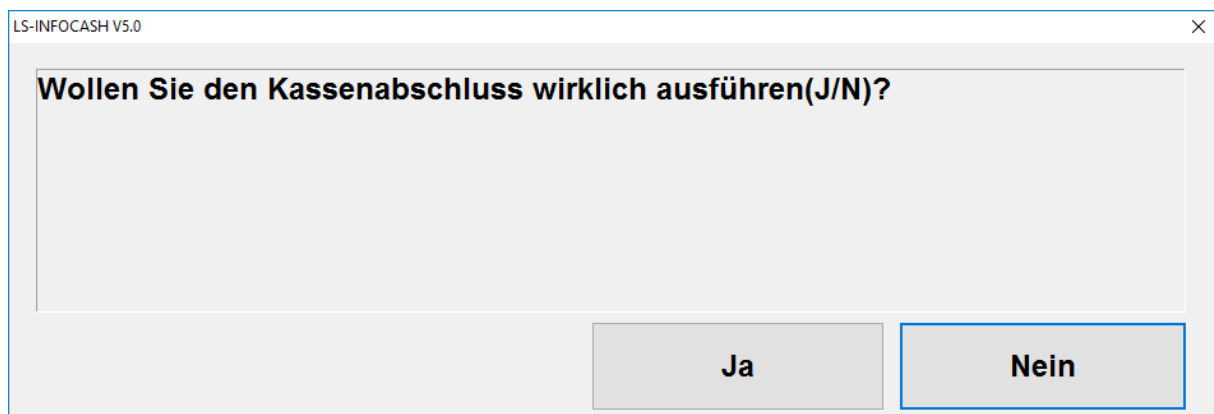 LS-INFOCASH V5.0
Wollen Sie den Kassenabschluss wirklich ausführen(J/N)?
Ja
Nein